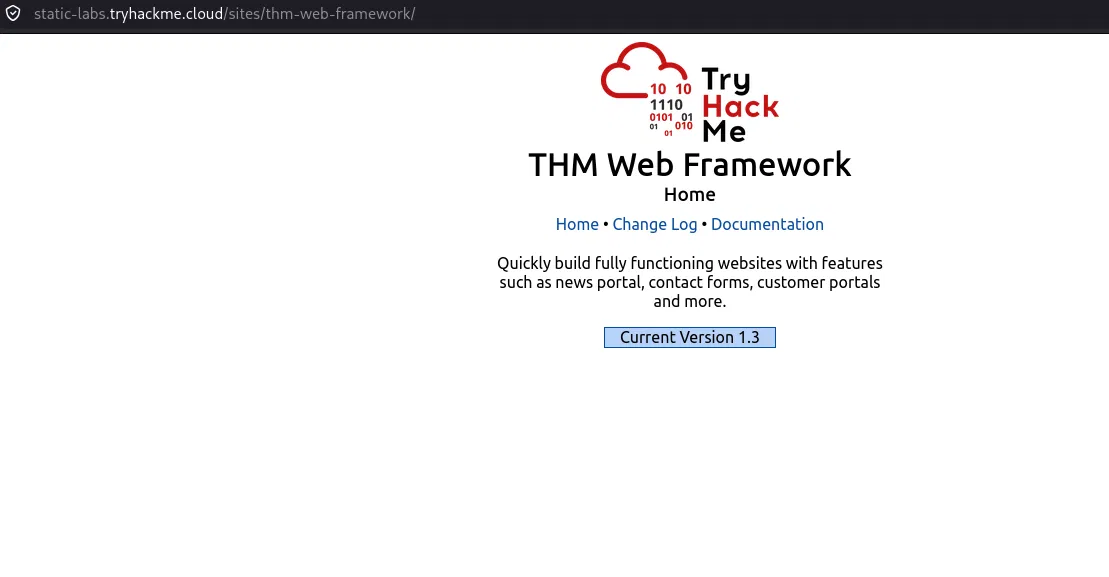 static-labs.tryhackme.cloud/sites/thm-web-framework/
10 10
1110
0101 01
01 010
01
Try
Hack
Me
THM Web Framework
Home
Home • Change Log • Documentation
Quickly build fully functioning websites with features
such as news portal, contact forms, customer portals
and more.
Current Version 1.3